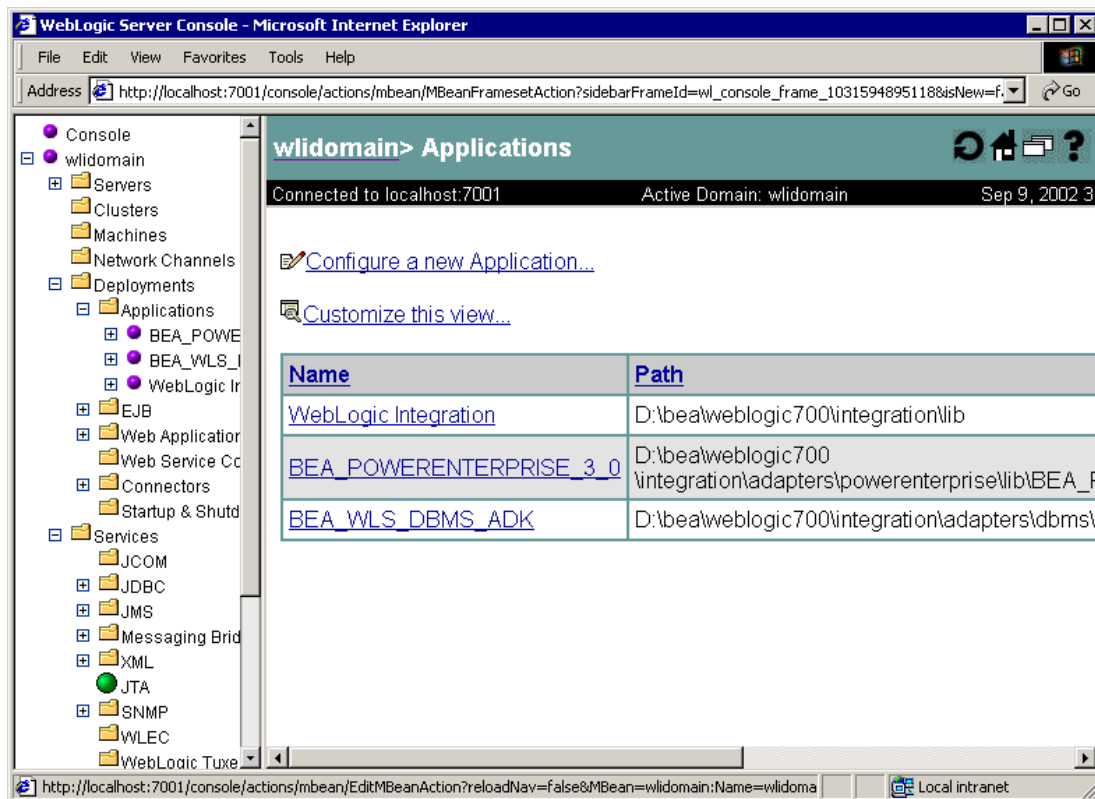 WebLogic Server Console - Microsoft Internet Explorer
File Edit View Favorites Tools Help
Address http://localhost:7001/console/actions/mbean/MBeanFramesetAction?sidebarFrameId=wl_console_frame_1031594895118&isNew=f. Go
Console
wlidomain
Servers
Clusters
Machines
Network Channels
Deployments
Applications
BEA_POWE
BEA_WLS_
WebLogic Ir
EJB
Web Application
Web Service Co
Connectors
Startup & Shutd
Services
JCOM
JDBC
JMS
Messaging Brid
XML
JTA
SNMP
WLEC
WebLogic Tuxe
wlidomain> Applications
?
Connected to localhost:7001 Active Domain: wlidomain Sep 9, 2002 3
Configure a new Application...
Customize this view...
Name Path
WebLogic Integration D:\bea\weblogic700\integration\lib
BEA_POWERENTERPRISE_3_0 D:\bea\weblogic700
\integration\adapters\powerenterprise\lib\BEA_F
BEA_WLS_DBMS_ADK D:\bea\weblogic700\integration\adapters\dbms\
http://localhost:7001/console/actions/mbean/EditMBeanAction?reloadNav=false&MBean=wlidomain:Name=wlidoma Local intranet